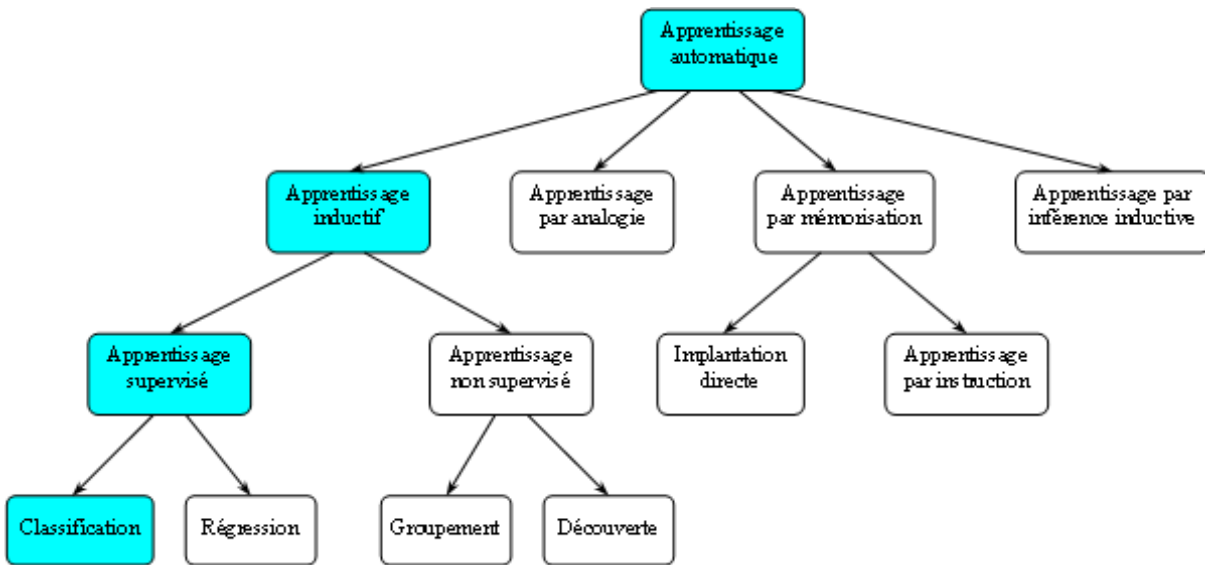 Apprentissage
automatique
Apprentissage
inductif
Apprentissage
par analogie
Apprentissage
par mémorisation
Apprentissage par
inférence inductive
Apprentissage
supervisé
Apprentissage
non supervisé
Implantation
directe
Apprentissage
par instruction
Classification
Régression
Groupement
Découverte